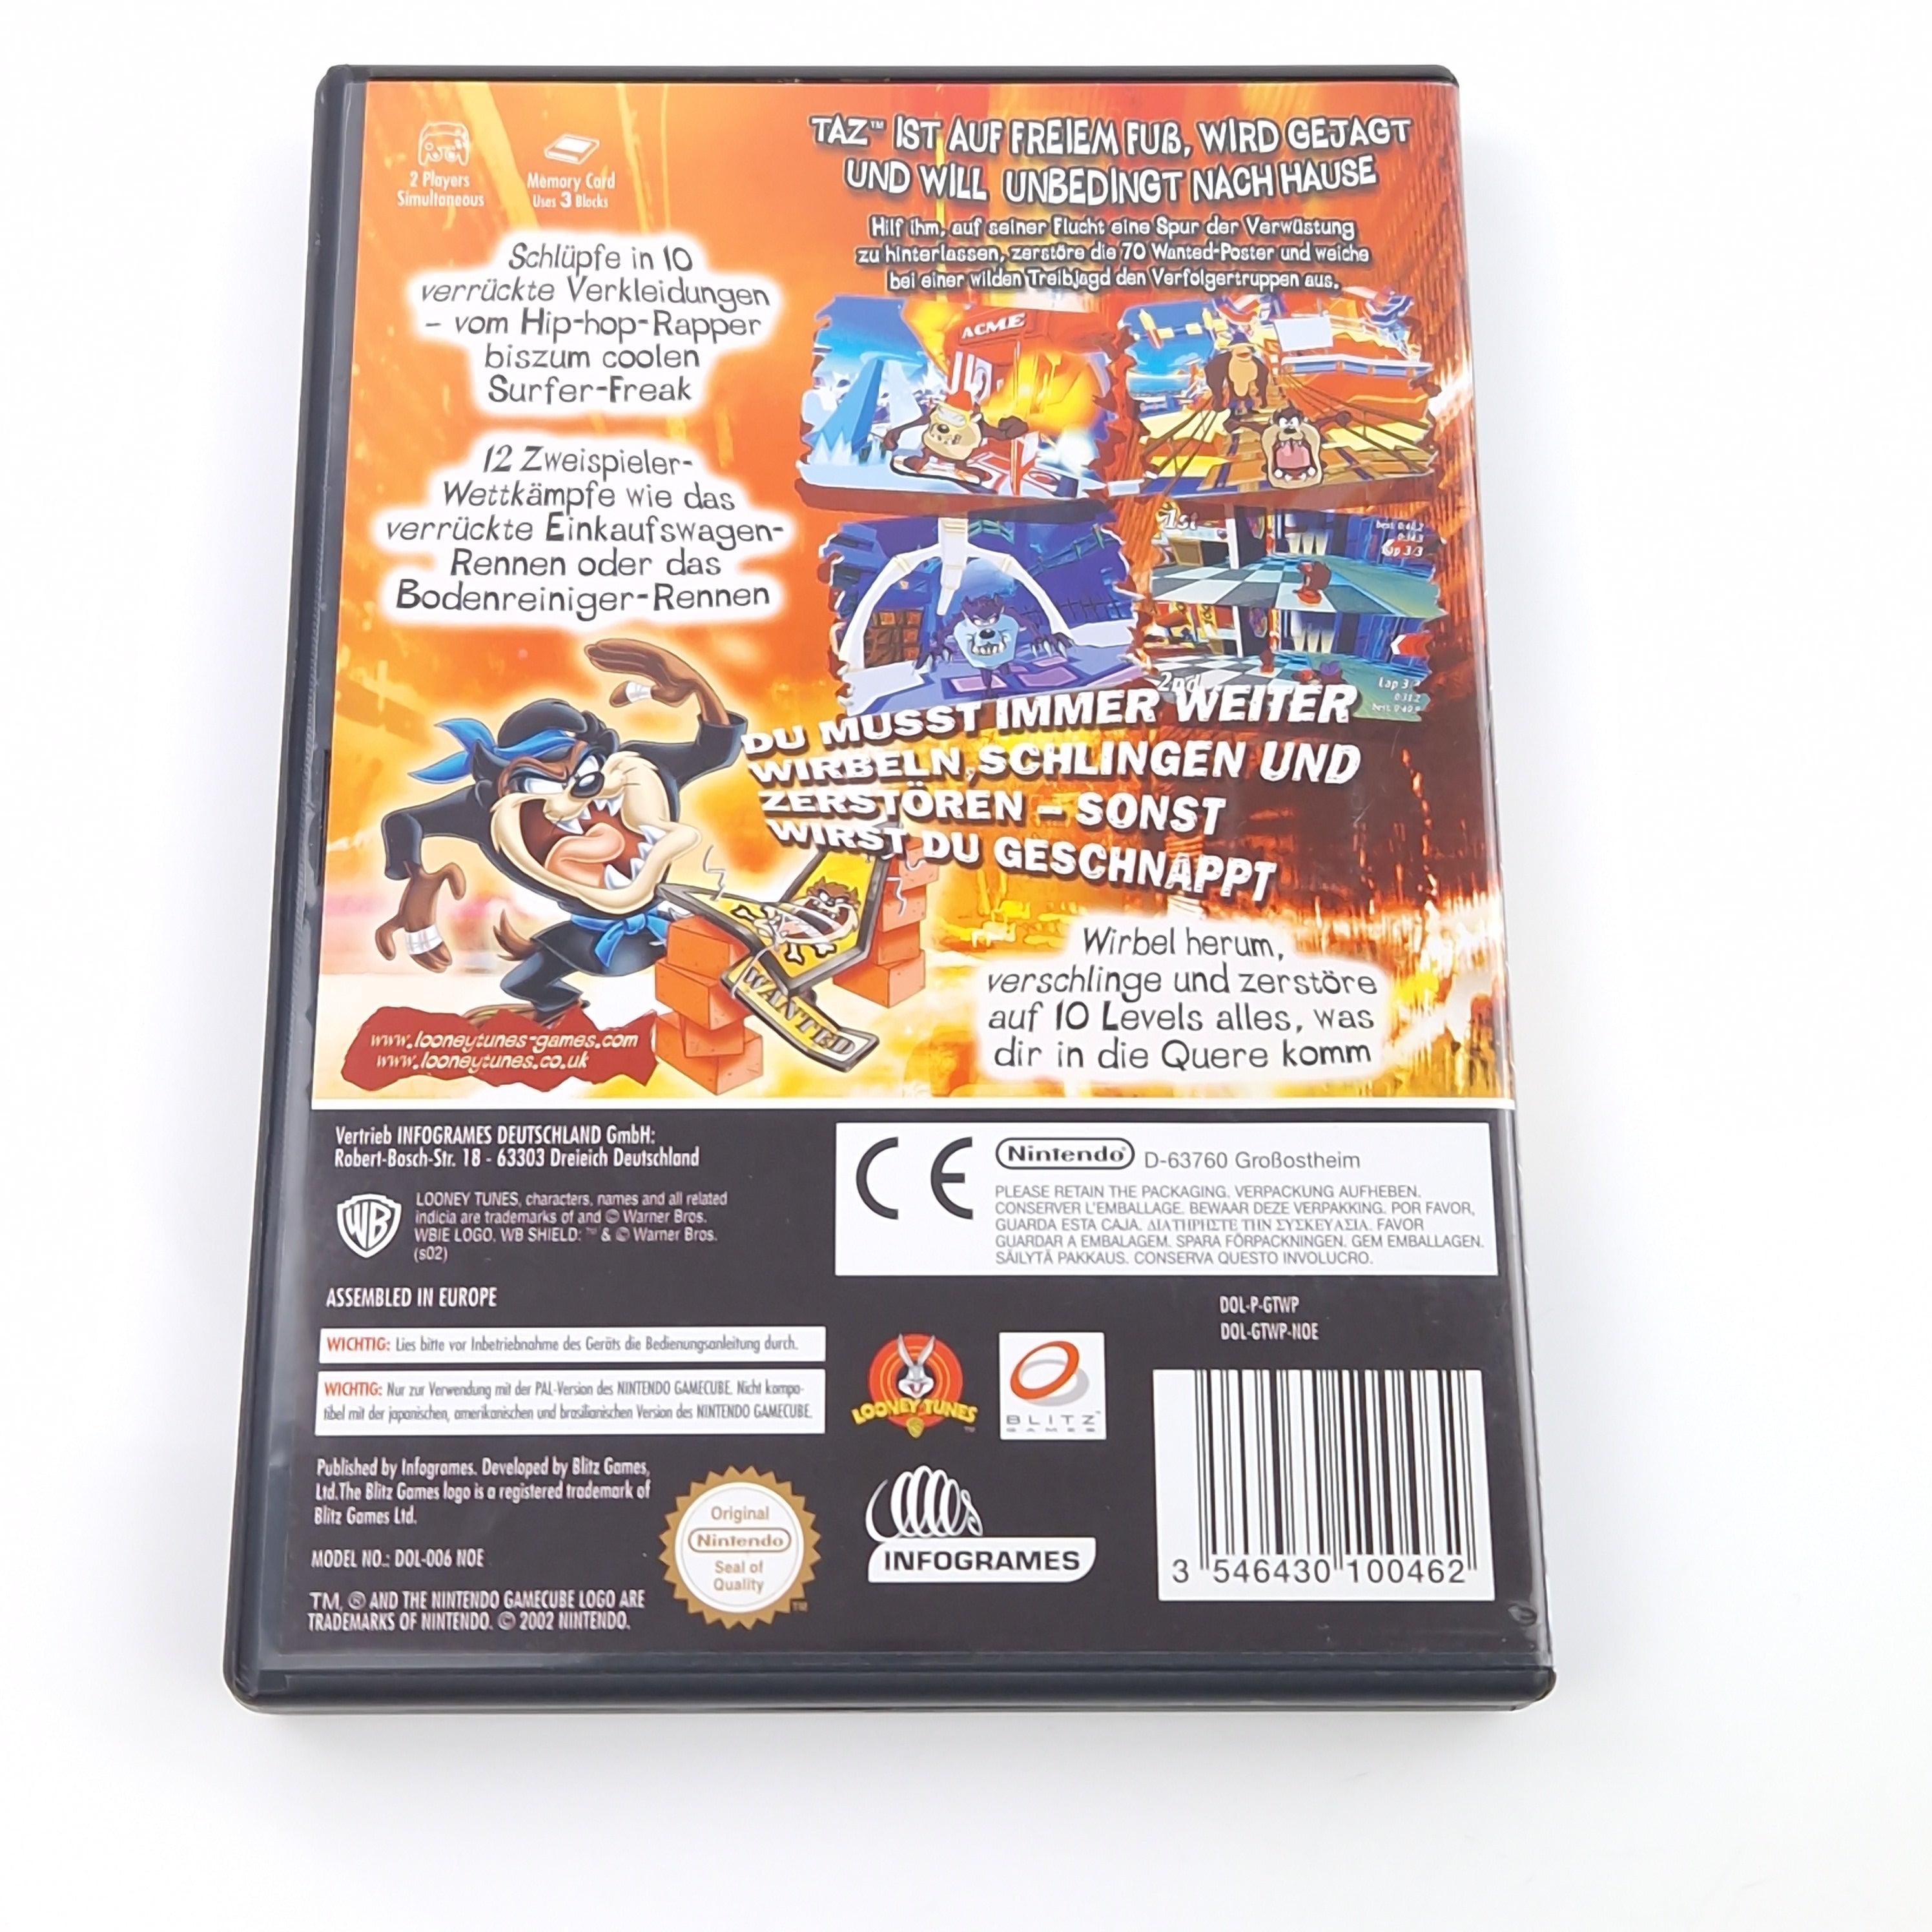 2 Players
Simultaneous
Memory Card
Uses 3 Blocks
TAZ™ IST AUF FREIEM FUß, WIRD GEJAGT
UND WILL UNBEDINGT NACH HAUSE
Hilf ihm, auf seiner Flucht eine Spur der Verwüstung
zu hinterlassen, zerstöre die 70 Wanted-Poster und weiche
bei einer wilden Treibjagd den Verfolgertruppen aus.
Schlüpfe in 10
verrückte Verkleidungen
– vom Hip-hop-Rapper
biszum coolen
Surfer-Freak
12 Zweispieler-
Wettkämpfe wie das
verrückte Einkaufswagen-
Rennen oder das
Bodenreiniger-Rennen
ACME
1st
Lap 3/3
2nd
Lap 3
DU MUSST IMMER WEITER
WIRBELN, SCHLINGEN UND
ZERSTÖREN – SONST
WIRST DU GESCHNAPPT
WANTED
Wirbel herum,
verschlinge und zerstöre
auf 10 Levels alles, was
dir in die Quere komm
www.looneytunes-games.com
www.looneytunes.co.uk
Vertrieb INFOGRAMES DEUTSCHLAND GmbH:
Robert-Bosch-Str. 18 - 63303 Dreieich Deutschland
WB
LOONEY TUNES, characters, names and all related
indicia are trademarks of and © Warner Bros.
WBIE LOGO, WB SHIELD: ™ & © Warner Bros.
(s02)
CE
Nintendo® D-63760 Großostheim
PLEASE RETAIN THE PACKAGING. VERPACKUNG AUFHEBEN.
CONSERVER L'EMBALLAGE. BEWAAR DEZE VERPAKKING. POR FAVOR,
GUARDA ESTA CAJA. ΔΙΑΤΗΡΗΣΤΕ ΤΗΝ ΣΥΣΚΕΥΑΣΙΑ. FAVOR
GUARDAR A EMBALAGEM. SPARA FÖRPACKNINGEN. GEM EMBALLAGEN.
SÄILYTÄ PAKKAUS. CONSERVA QUESTO INVOLUCRO.
ASSEMBLED IN EUROPE
DOL-P-GTWP
DOL-GTWP-NOE
WICHTIG: Lies bitte vor Inbetriebnahme des Geräts die Bedienungsanleitung durch.
WICHTIG: Nur zur Verwendung mit der PAL-Version des NINTENDO GAMECUBE. Nicht kompa-
tibel mit der japanischen, amerikanischen und brasilianischen Version des NINTENDO GAMECUBE.
LOONEY TUNES ™
BLITZ™
GAMES
Published by Infogrames. Developed by Blitz Games,
Ltd.The Blitz Games logo is a registered trademark of
Blitz Games Ltd.
MODEL NO.: DOL-006 NOE
TM, ® AND THE NINTENDO GAMECUBE LOGO ARE
TRADEMARKS OF NINTENDO. © 2002 NINTENDO.
Original
Nintendo®
Seal of
Quality
TM
INFOGRAMES
3 546430 100462